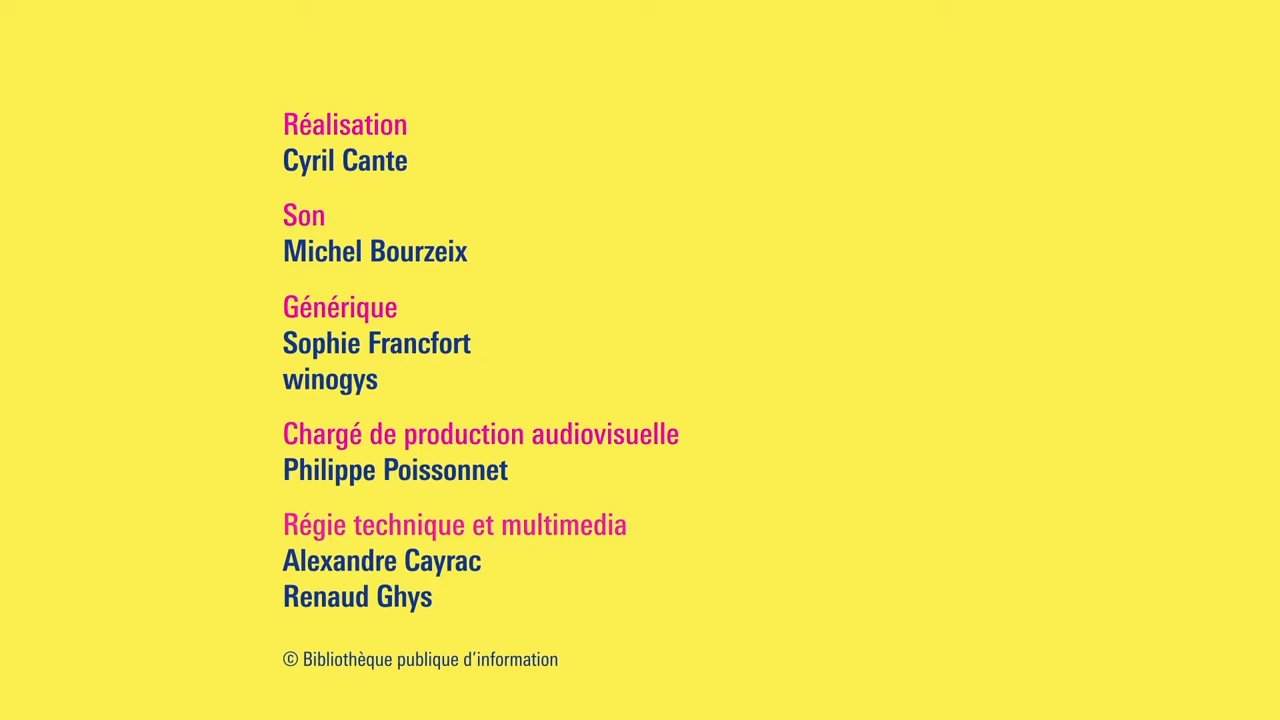 Réalisation
Cyril Cante
Son
Michel Bourzeix
Générique
Sophie Francfort
winogys
Chargé de production audiovisuelle
Philippe Poissonnet
Régie technique et multimedia
Alexandre Cayrac
Renaud Ghys
© Bibliothèque publique d’information